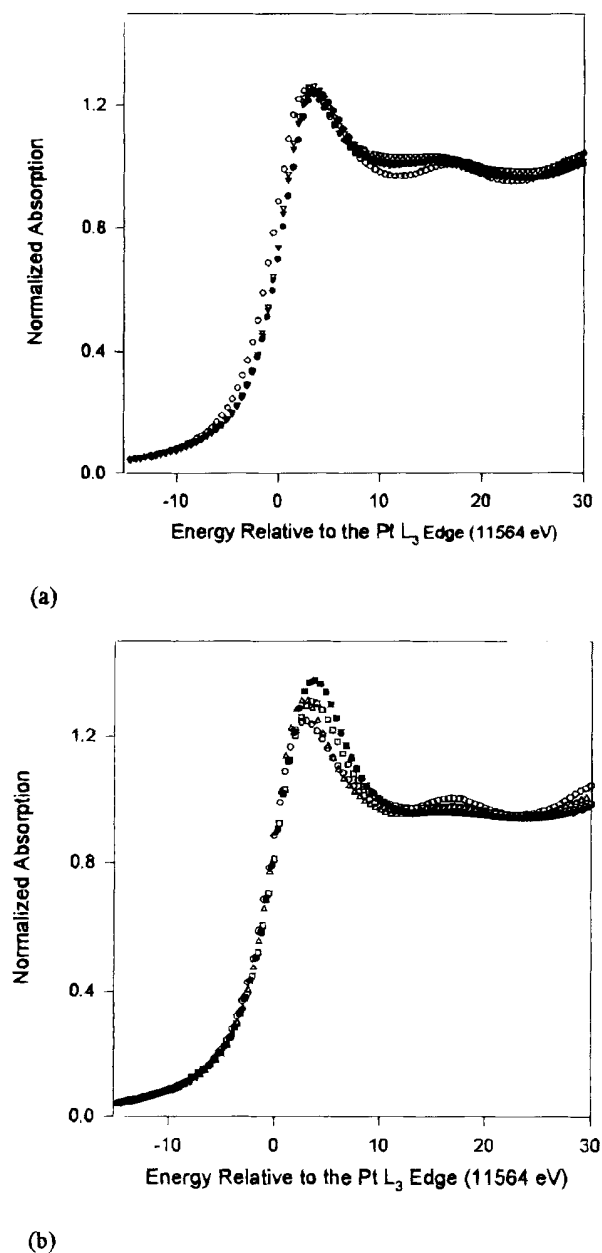 1.2
0.8
0.4
0.0
Normalized Absorption
-10 0 10 20 30
Energy Relative to the Pt L₃ Edge (11564 eV)
(a)
1.2
0.8
0.4
0.0
Normalized Absorption
-10 0 10 20 30
Energy Relative to the Pt L₃ Edge (11564 eV)
(b)